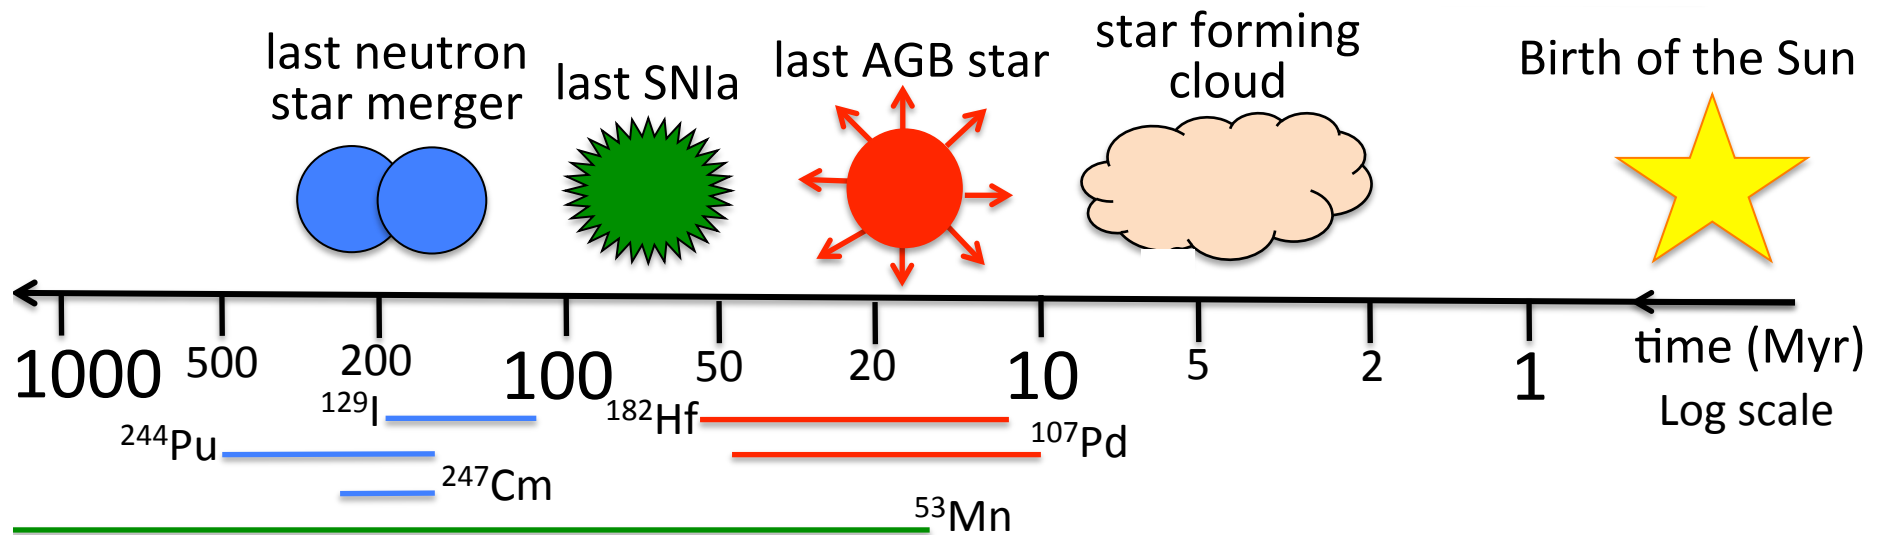 last neutron
star merger
last SNIa
last AGB star
star forming
cloud
Birth of the Sun
1000
500
200
100
50
20
10
5
2
1
time (Myr)
Log scale
¹²⁹I
¹⁸²Hf
²⁴⁴Pu
¹⁰⁷Pd
²⁴⁷Cm
⁵³Mn